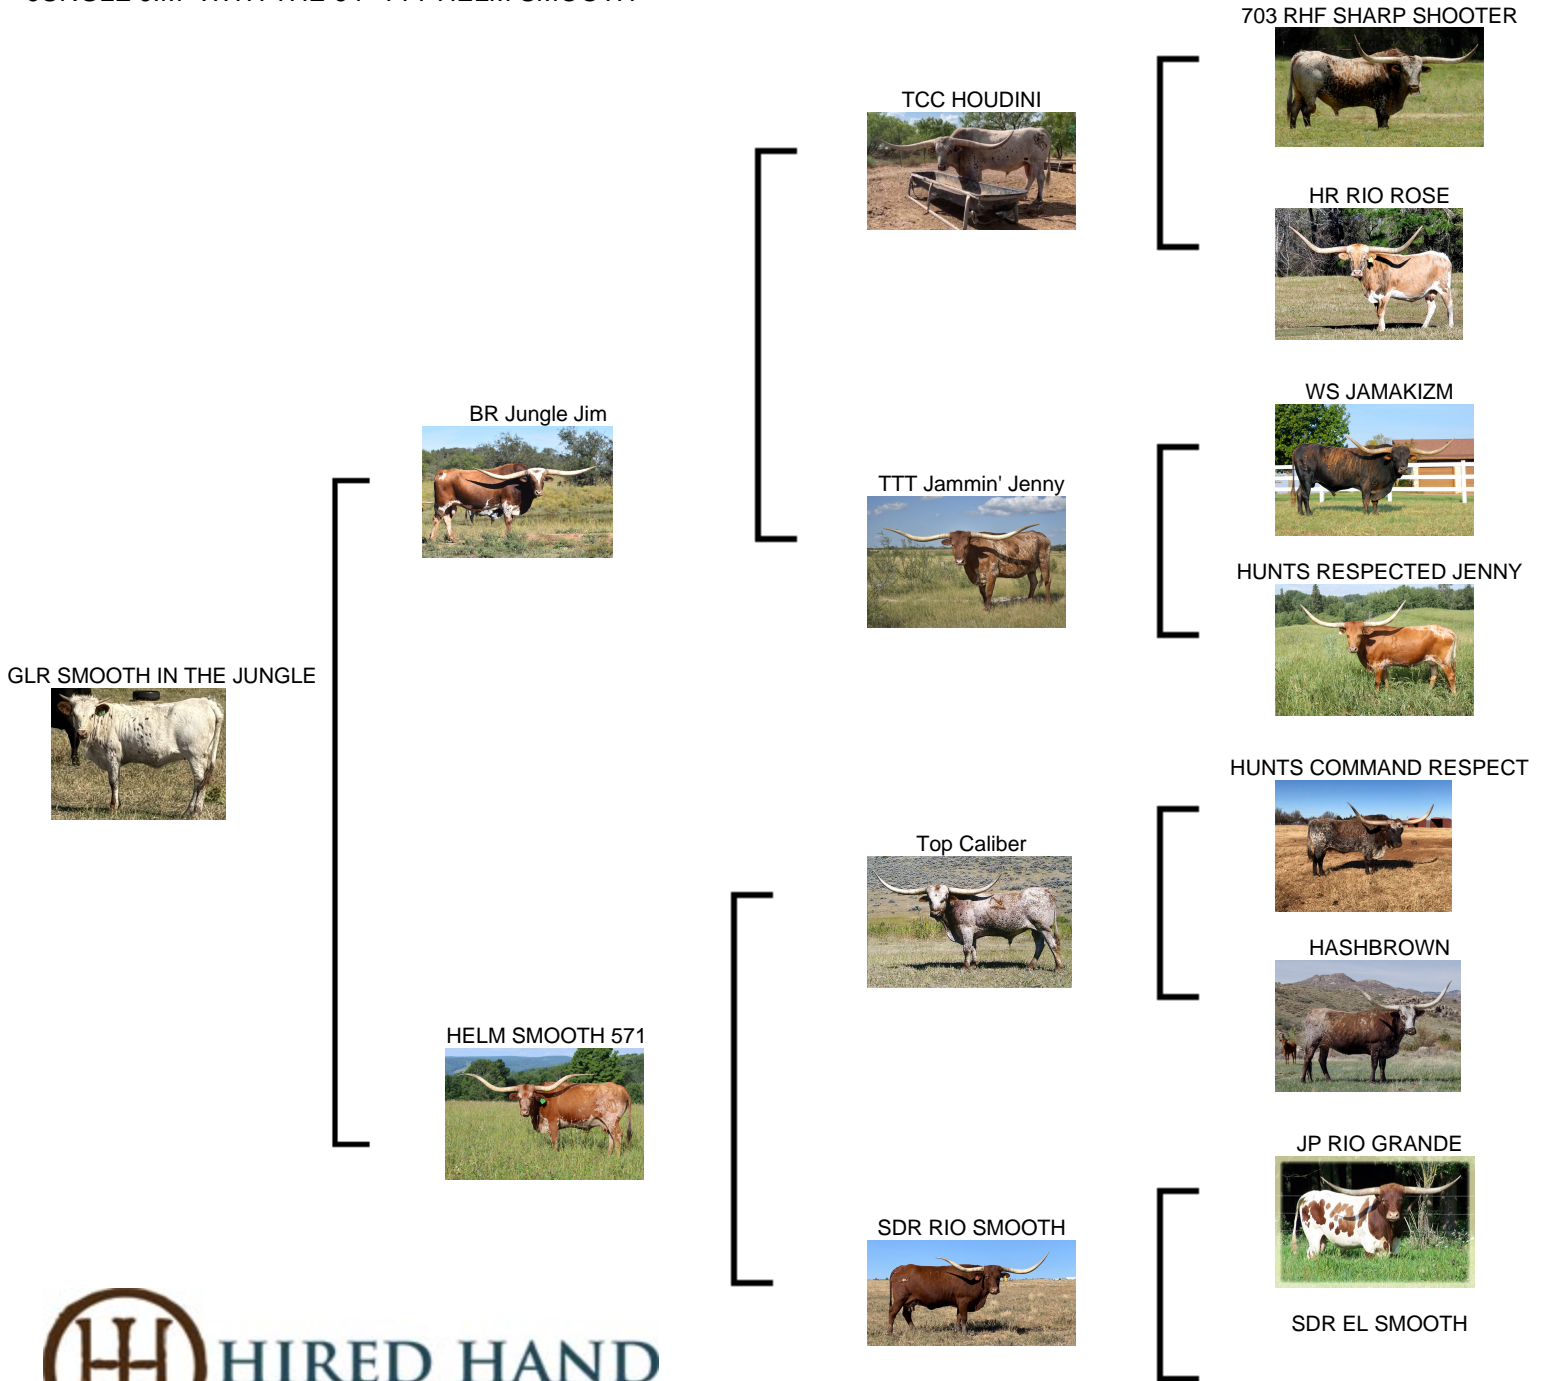 703 RHF SHARP SHOOTER
TCC HOUDINI
HR RIO ROSE
WS JAMAKIZM
BR Jungle Jim
TTT Jammin' Jenny
HUNTS RESPECTED JENNY
GLR SMOOTH IN THE JUNGLE
HUNTS COMMAND RESPECT
Top Caliber
HASHBROWN
HELM SMOOTH 571
JP RIO GRANDE
SDR RIO SMOOTH
SDR EL SMOOTH
HIRED HAND